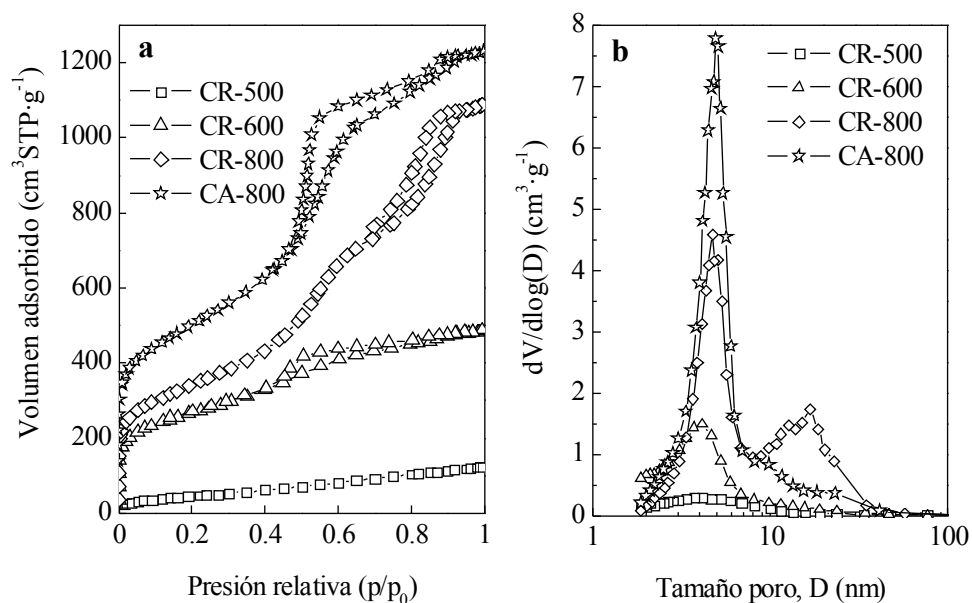 a
CR-500
CR-600
CR-800
CA-800
Volumen adsorbido (cm³STP·g⁻¹)
1200
1000
800
600
400
200
0
0 0.2 0.4 0.6 0.8 1
Presión relativa (p/p₀)
b
CR-500
CR-600
CR-800
CA-800
dV/dlog(D) (cm³·g⁻¹)
8
7
6
5
4
3
2
1
0
1 10 100
Tamaño poro, D (nm)